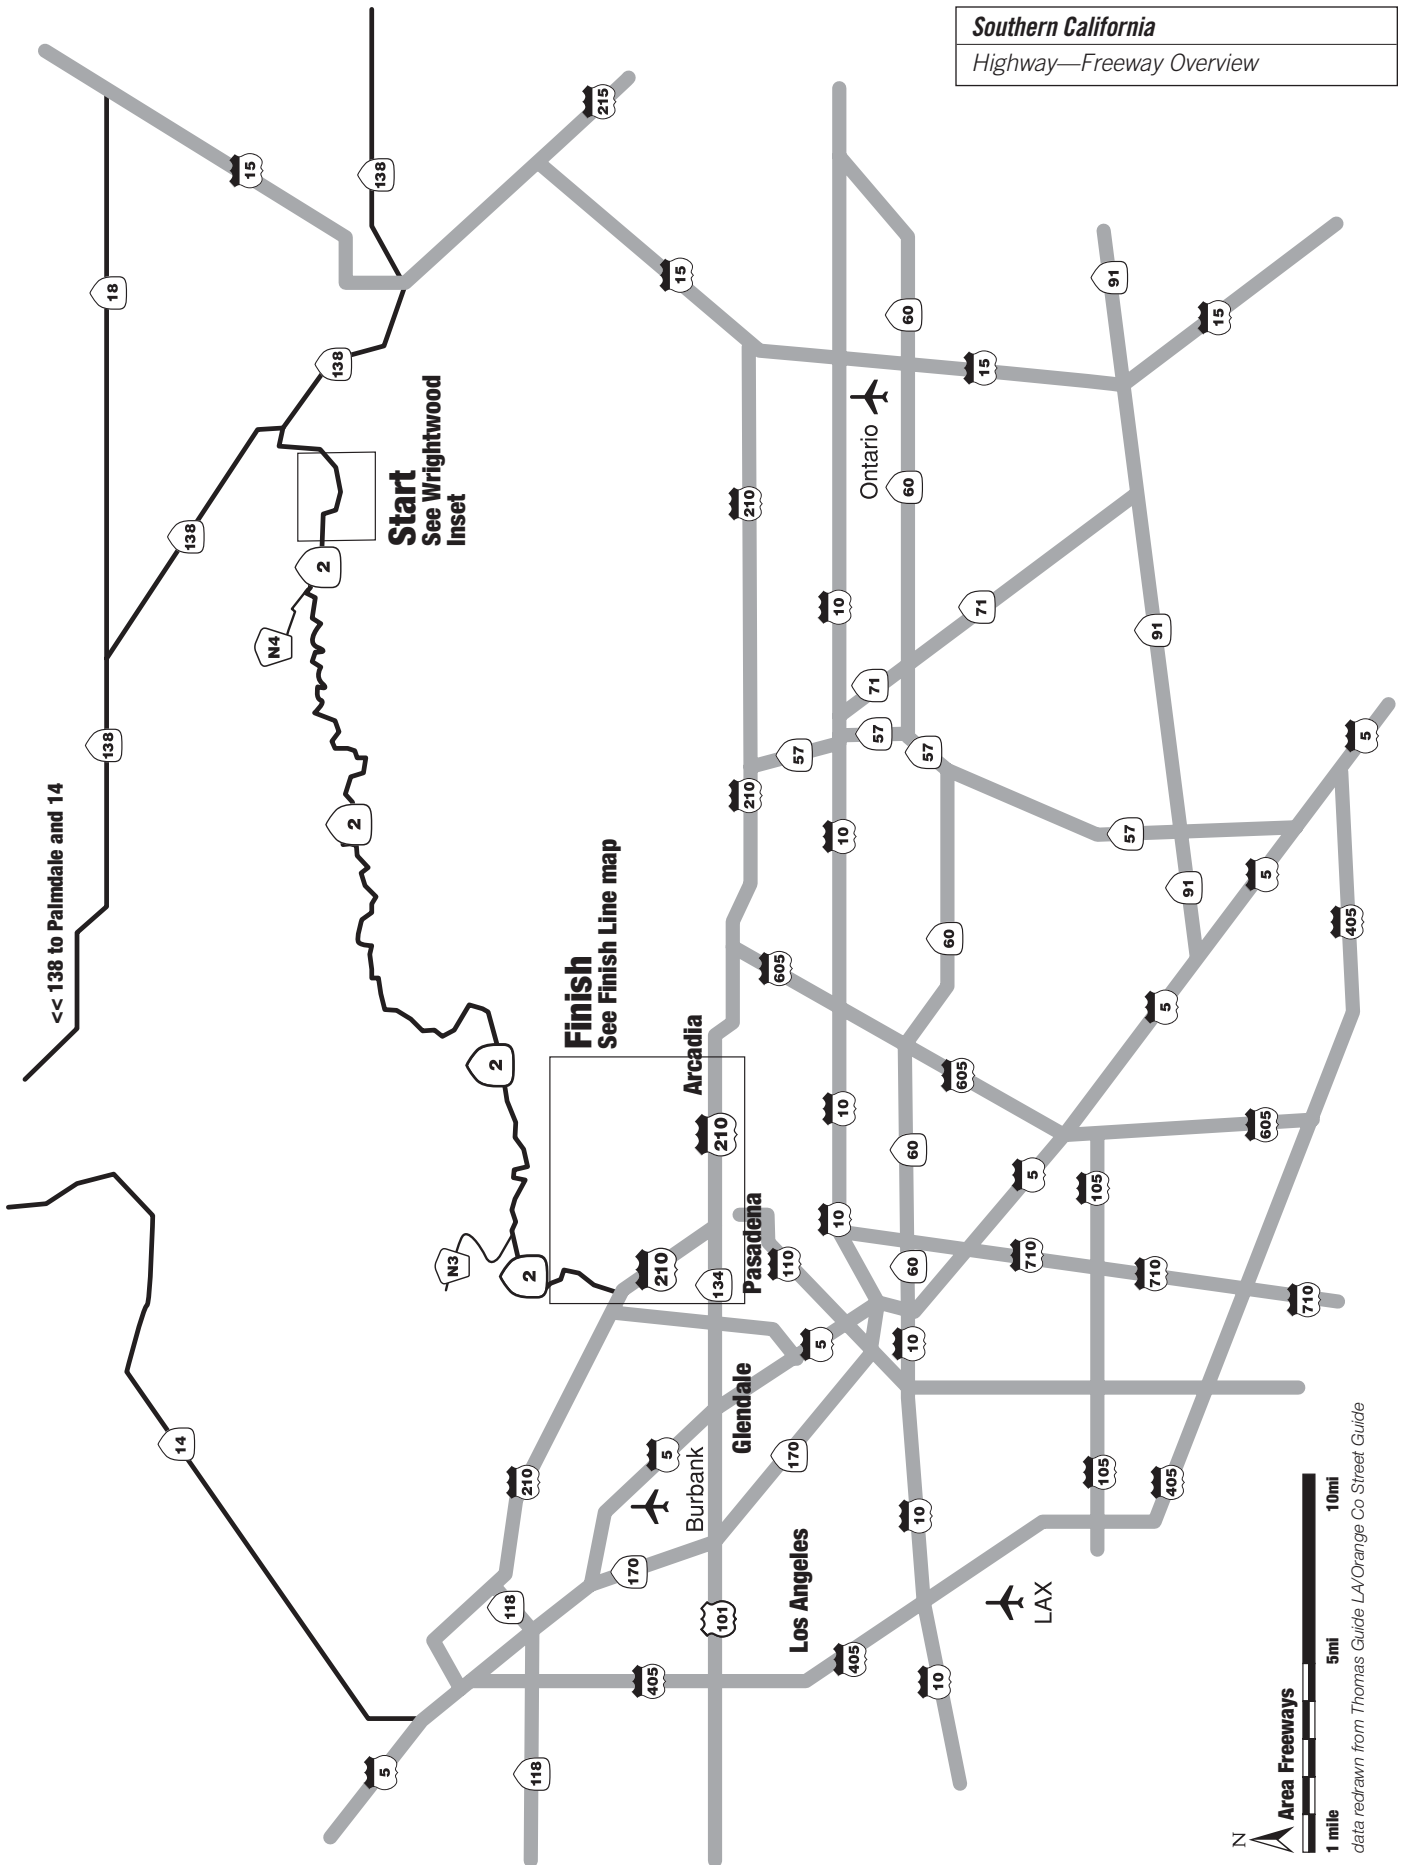 Southern California
Highway—Freeway Overview
15
215
138
18
15
138
91
60
15
15
138
Start
See Wrightwood
Inset
Ontario
210
60
138
2
10
71
91
N4
71
138
57
57
57
5
<< 138 to Palmdale and 14
2
210
10
57
5
91
405
Finish
See Finish Line map
605
60
5
2
Arcadia
605
210
10
60
605
5
105
Pasadena
10
N3
2
210
134
110
60
710
710
710
5
10
Glendale
14
210
5
Burbank
170
105
405
10
118
170
101
Los Angeles
LAX
405
405
10
5
118
N
Area Freeways
1 mile
5mi
10mi
data redrawn from Thomas Guide LA/Orange Co Street Guide